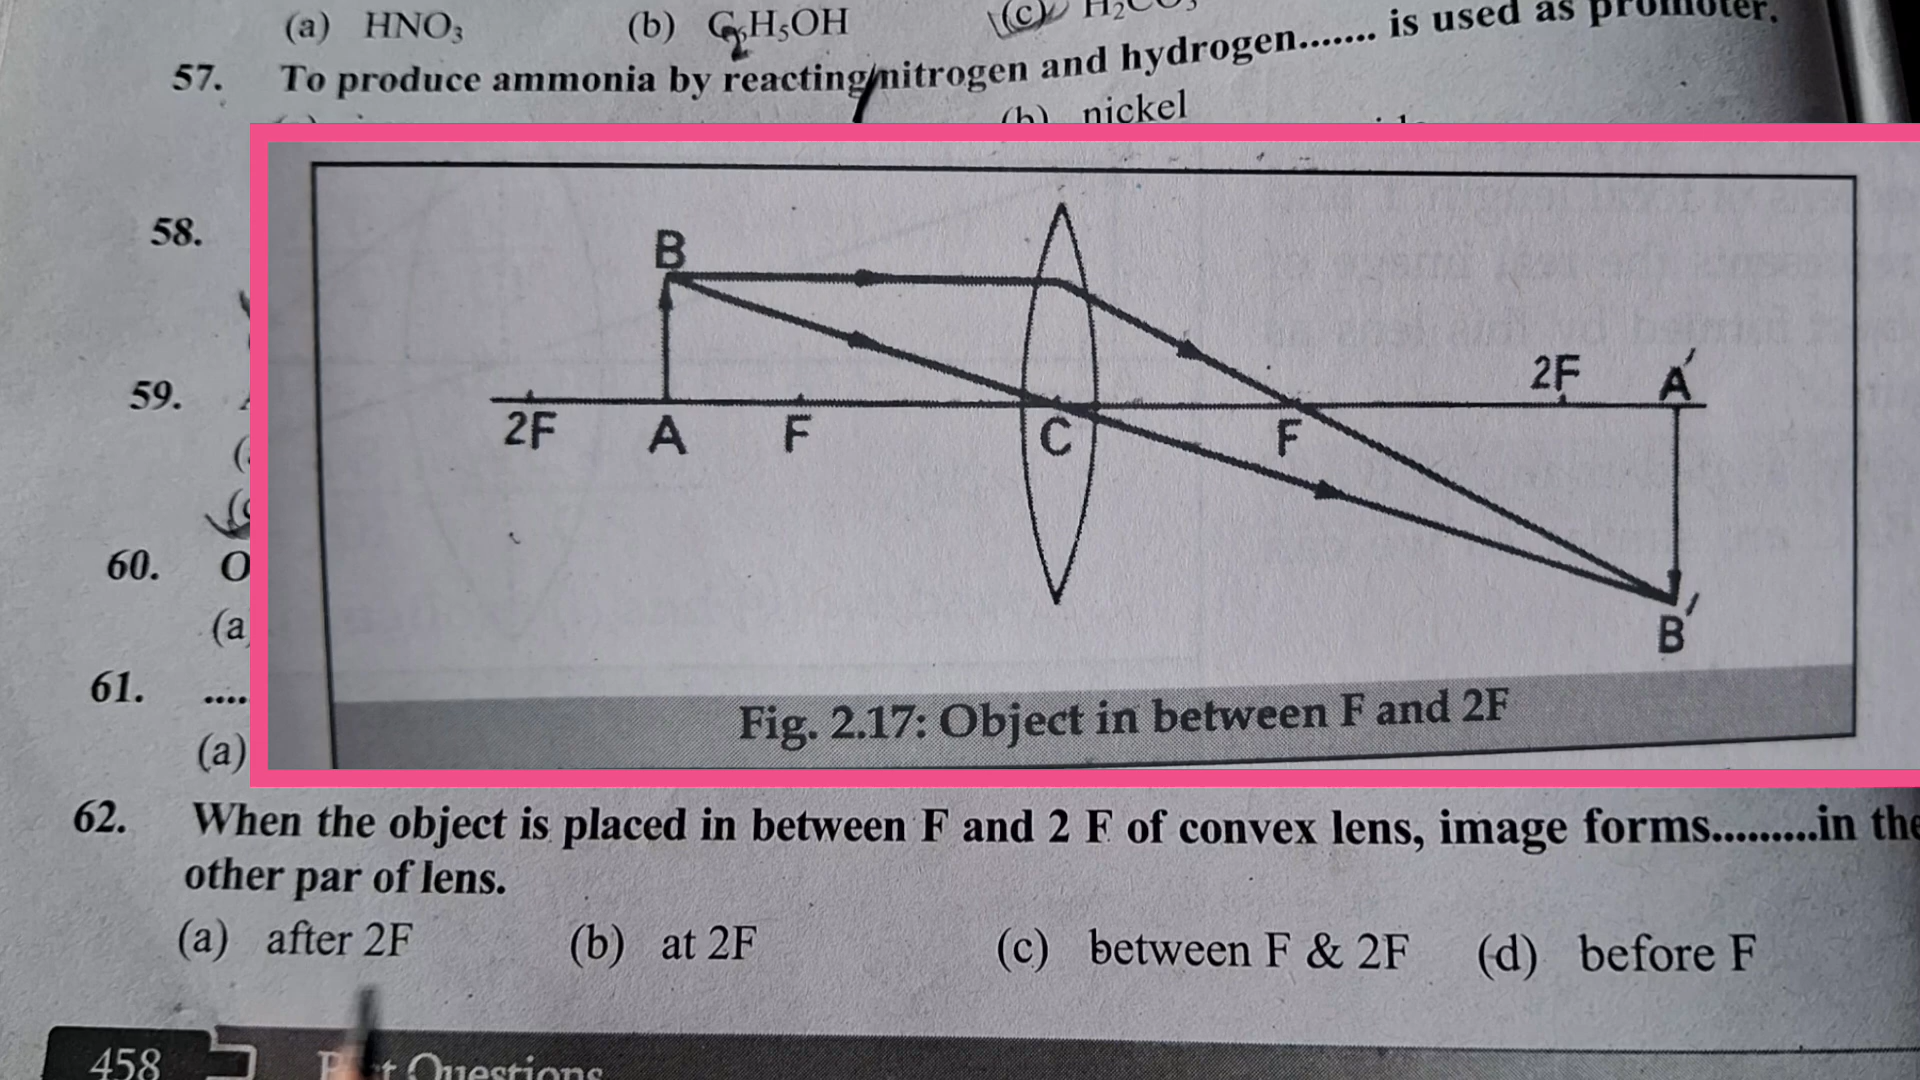 (a) HNO₃ (b) C₆H₅OH (c) H₂CO₃
57. To produce ammonia by reacting nitrogen and hydrogen....... is used as promoter.
(b) nickel
58.
B
2F A'
59.
2F A F C F
60. O
(a
B'
61. ....
Fig. 2.17: Object in between F and 2F
(a)
62. When the object is placed in between F and 2 F of convex lens, image forms.........in the
other par of lens.
(a) after 2F (b) at 2F (c) between F & 2F (d) before F
458 Questions